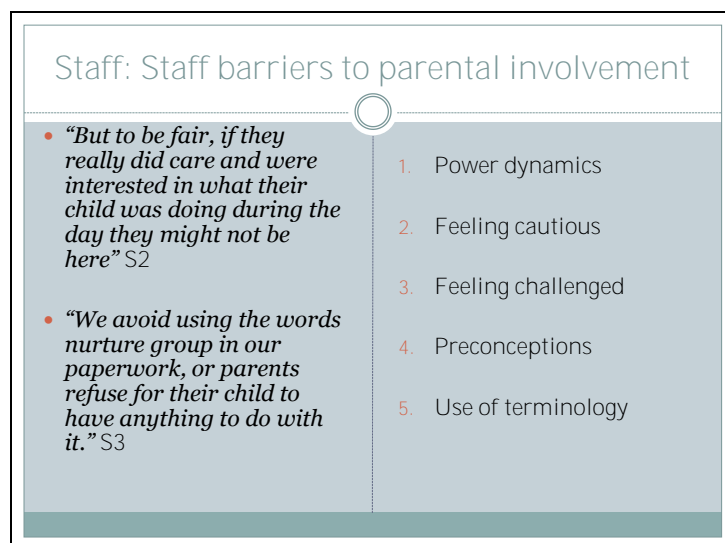 Staff: Staff barriers to parental involvement
• “But to be fair, if they
really did care and were
interested in what their
child was doing during the
day they might not be
here” S2
• “We avoid using the words
nurture group in our
paperwork, or parents
refuse for their child to
have anything to do with
it.” S3
1. Power dynamics
2. Feeling cautious
3. Feeling challenged
4. Preconceptions
5. Use of terminology